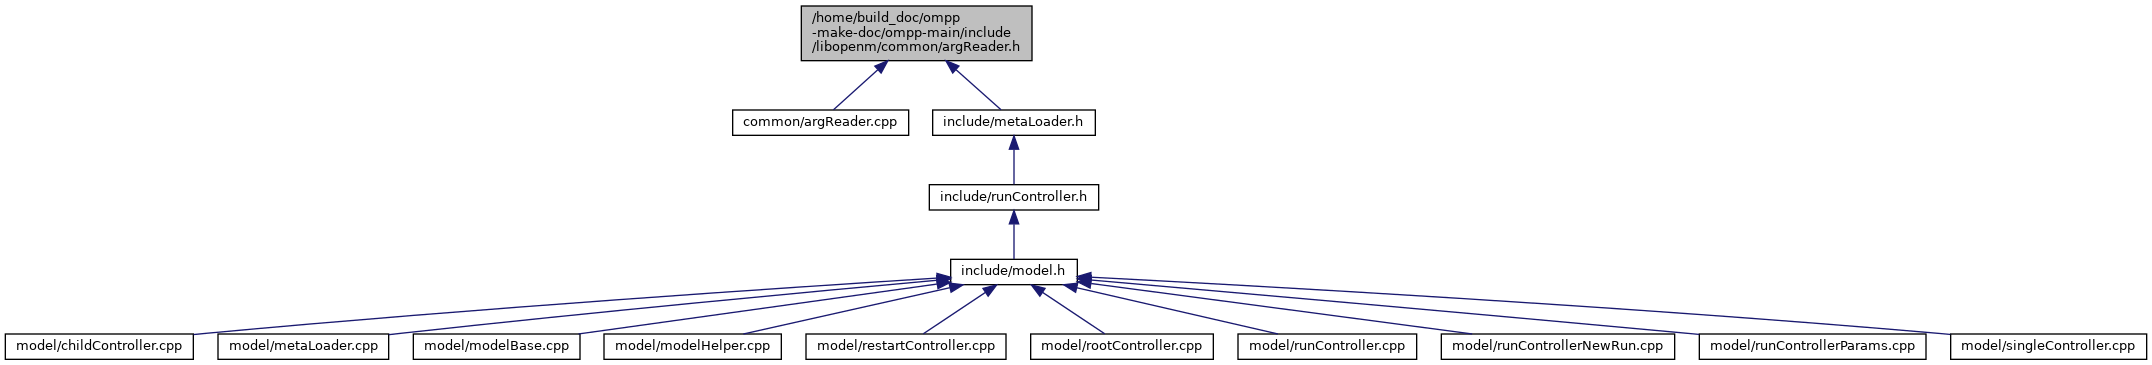 /home/build_doc/ompp
-make-doc/ompp-main/include
/libopenm/common/argReader.h
common/argReader.cpp
include/metaLoader.h
include/runController.h
include/model.h
model/childController.cpp
model/metaLoader.cpp
model/modelBase.cpp
model/modelHelper.cpp
model/restartController.cpp
model/rootController.cpp
model/runController.cpp
model/runControllerNewRun.cpp
model/runControllerParams.cpp
model/singleController.cpp